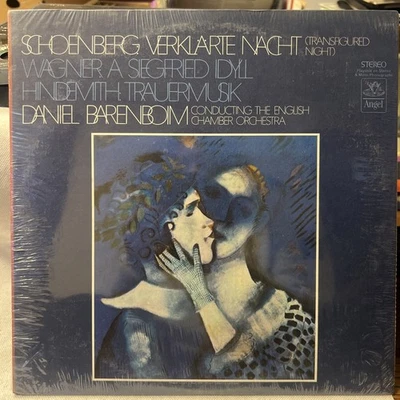 SCHOENBERG VERKLÄRTE NACHT (TRANSFIGURED NIGHT)
WAGNER: A SIEGFRIED IDYLL
HINDEMITH: TRAUERMUSIK
DANIEL BARENBOIM CONDUCTING THE ENGLISH CHAMBER ORCHESTRA
STEREO
Angel